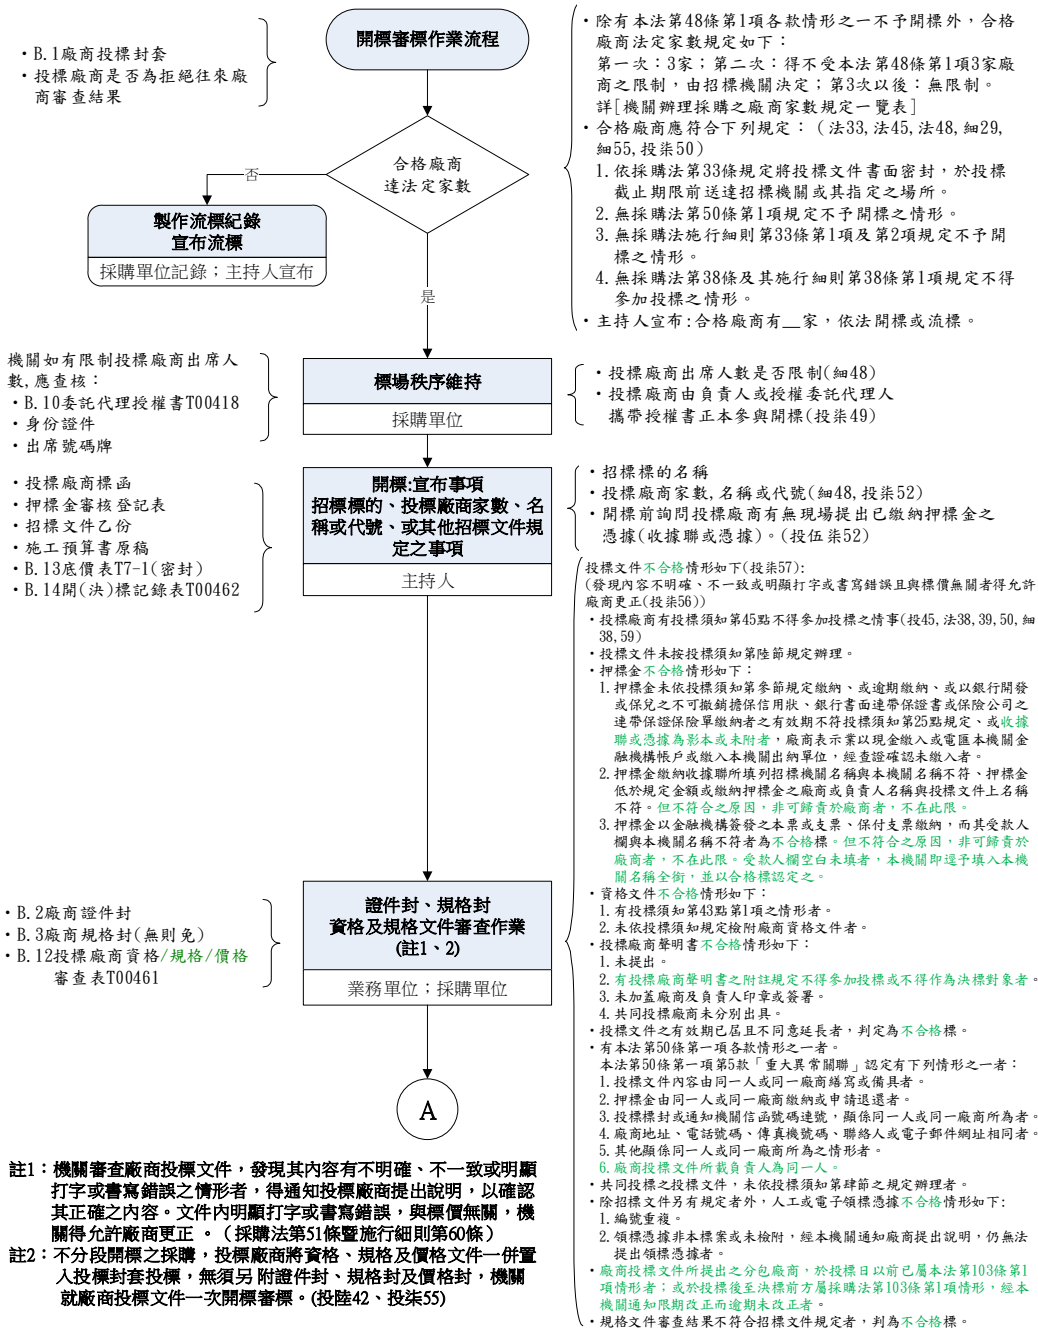 開標審標作業流程
・B.1廠商投標封套
・投標廠商是否為拒絕往來廠
商審查結果
・除有本法第48條第1項各款情形之一不予開標外，合格
廠商法定家數規定如下：
第一次：3家；第二次：得不受本法第48條第1項3家廠
商之限制，由招標機關決定；第3次以後：無限制。
詳[機關辦理採購之廠商家數規定一覽表]
・合格廠商應符合下列規定：（法33,法45,法48,細29,
細55,投柒50）
1.依採購法第33條規定將投標文件書面密封，於投標
截止期限前送達招標機關或其指定之場所。
2.無採購法第50條第1項規定不予開標之情形。
3.無採購法施行細則第33條第1項及第2項規定不予開
標之情形。
4.無採購法第38條及其施行細則第38條第1項規定不得
參加投標之情形。
・主持人宣布:合格廠商有__家，依法開標或流標。
合格廠商
達法定家數
否
製作流標紀錄
宣布流標
採購單位記錄；主持人宣布
是
機關如有限制投標廠商出席人
數,應查核：
・B.10委託代理授權書T00418
・身份證件
・出席號碼牌
標場秩序維持
採購單位
・投標廠商出席人數是否限制(細48)
・投標廠商由負責人或授權委託代理人
攜帶授權書正本參與開標(投柒49)
・投標廠商標函
・押標金審核登記表
・招標文件乙份
・施工預算書原稿
・B.13底價表T7-1(密封)
・B.14開(決)標記錄表T00462
開標:宣布事項
招標標的、投標廠商家數、名
稱或代號、或其他招標文件規
定之事項
主持人
・招標標的名稱
・投標廠商家數,名稱或代號(細48,投柒52)
・開標前詢問投標廠商有無現場提出已繳納押標金之
憑據(收據聯或憑據)。(投伍柒52)
投標文件不合格情形如下(投柒57):
(發現內容不明確、不一致或明顯打字或書寫錯誤且與標價無關者得允許
廠商更正(投柒56))
・投標廠商有投標須知第45點不得參加投標之情事(投45,法38,39,50,細
38,59)
・投標文件未按投標須知第陸節規定辦理。
・押標金不合格情形如下：
1.押標金未依投標須知第參節規定繳納、或逾期繳納、或以銀行開發
或保兌之不可撤銷擔保信用狀、銀行書面連帶保證書或保險公司之
連帶保證保險單繳納者之有效期不符投標須知第25點規定、或收據
聯或憑據為影本或未附者，廠商表示業以現金繳入或電匯本機關金
融機構帳戶或繳入本機關出納單位，經查證確認未繳入者。
2.押標金繳納收據聯所填列招標機關名稱與本機關名稱不符、押標金
低於規定金額或繳納押標金之廠商或負責人名稱與投標文件上名稱
不符。但不符合之原因，非可歸責於廠商者，不在此限。
3.押標金以金融機構簽發之本票或支票、保付支票繳納，而其受款人
欄與本機關名稱不符者為不合格標。但不符合之原因，非可歸責於
廠商者，不在此限。受款人欄空白未填者，本機關即逕予填入本機
關名稱全銜，並以合格標認定之。
・資格文件不合格情形如下：
1.有投標須知第43點第1項之情形者。
2.未依投標須知規定檢附廠商資格文件者。
・投標廠商聲明書不合格情形如下：
1.未提出。
2.有投標廠商聲明書之附註規定不得參加投標或不得作為決標對象者。
3.未加蓋廠商及負責人印章或簽署。
4.共同投標廠商未分別出具。
・投標文件之有效期已屆且不同意延長者，判定為不合格標。
・有本法第50條第一項各款情形之一者。
本法第50條第一項第5款「重大異常關聯」認定有下列情形之一者：
1.投標文件內容由同一人或同一廠商繕寫或備具者。
2.押標金由同一人或同一廠商繳納或申請退還者。
3.投標標封或通知機關信函號碼連號，顯係同一人或同一廠商所為者。
4.廠商地址、電話號碼、傳真機號碼、聯絡人或電子郵件網址相同者。
5.其他顯係同一人或同一廠商所為之情形者。
6.廠商投標文件所載負責人為同一人。
・共同投標之投標文件，未依投標須知第肆節之規定辦理者。
・除招標文件另有規定者外，人工或電子領標憑據不合格情形如下:
1.編號重複。
2.領標憑據非本標案或未檢附，經本機關通知廠商提出說明，仍無法
提出領標憑據者。
・廠商投標文件所提出之分包廠商，於投標日以前已屬本法第103條第1
項情形者；或於投標後至決標前方屬採購法第103條第1項情形，經本
機關通知限期改正而逾期未改正者。
・規格文件審查結果不符合招標文件規定者，判為不合格標。
・B.2廠商證件封
・B.3廠商規格封(無則免)
・B.12投標廠商資格/規格/價格
審查表T00461
證件封、規格封
資格及規格文件審查作業
(註1、2)
業務單位；採購單位
A
註1：機關審查廠商投標文件，發現其內容有不明確、不一致或明顯
打字或書寫錯誤之情形者，得通知投標廠商提出說明，以確認
其正確之內容。文件內明顯打字或書寫錯誤，與標價無關，機
關得允許廠商更正 。（採購法第51條暨施行細則第60條）
註2：不分段開標之採購，投標廠商將資格、規格及價格文件一併置
入投標封套投標，無須另附證件封、規格封及價格封，機關
就廠商投標文件一次開標審標。(投陸42、投柒55)